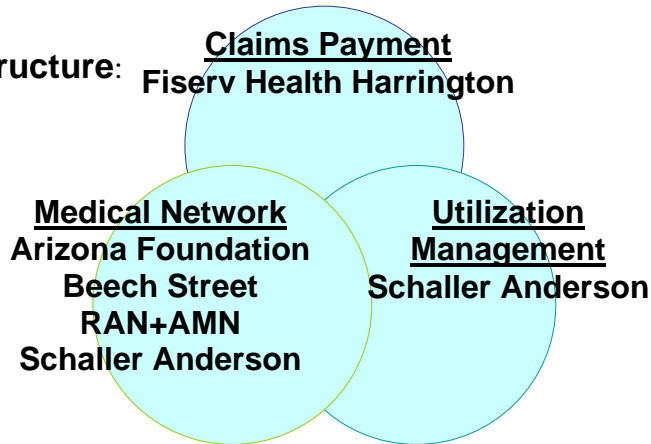 Claims Payment
ructure:
Fiserv Health Harrington
Medical Network
Arizona Foundation
Beech Street
RAN+AMN
Schaller Anderson
Utilization
Management
Schaller Anderson